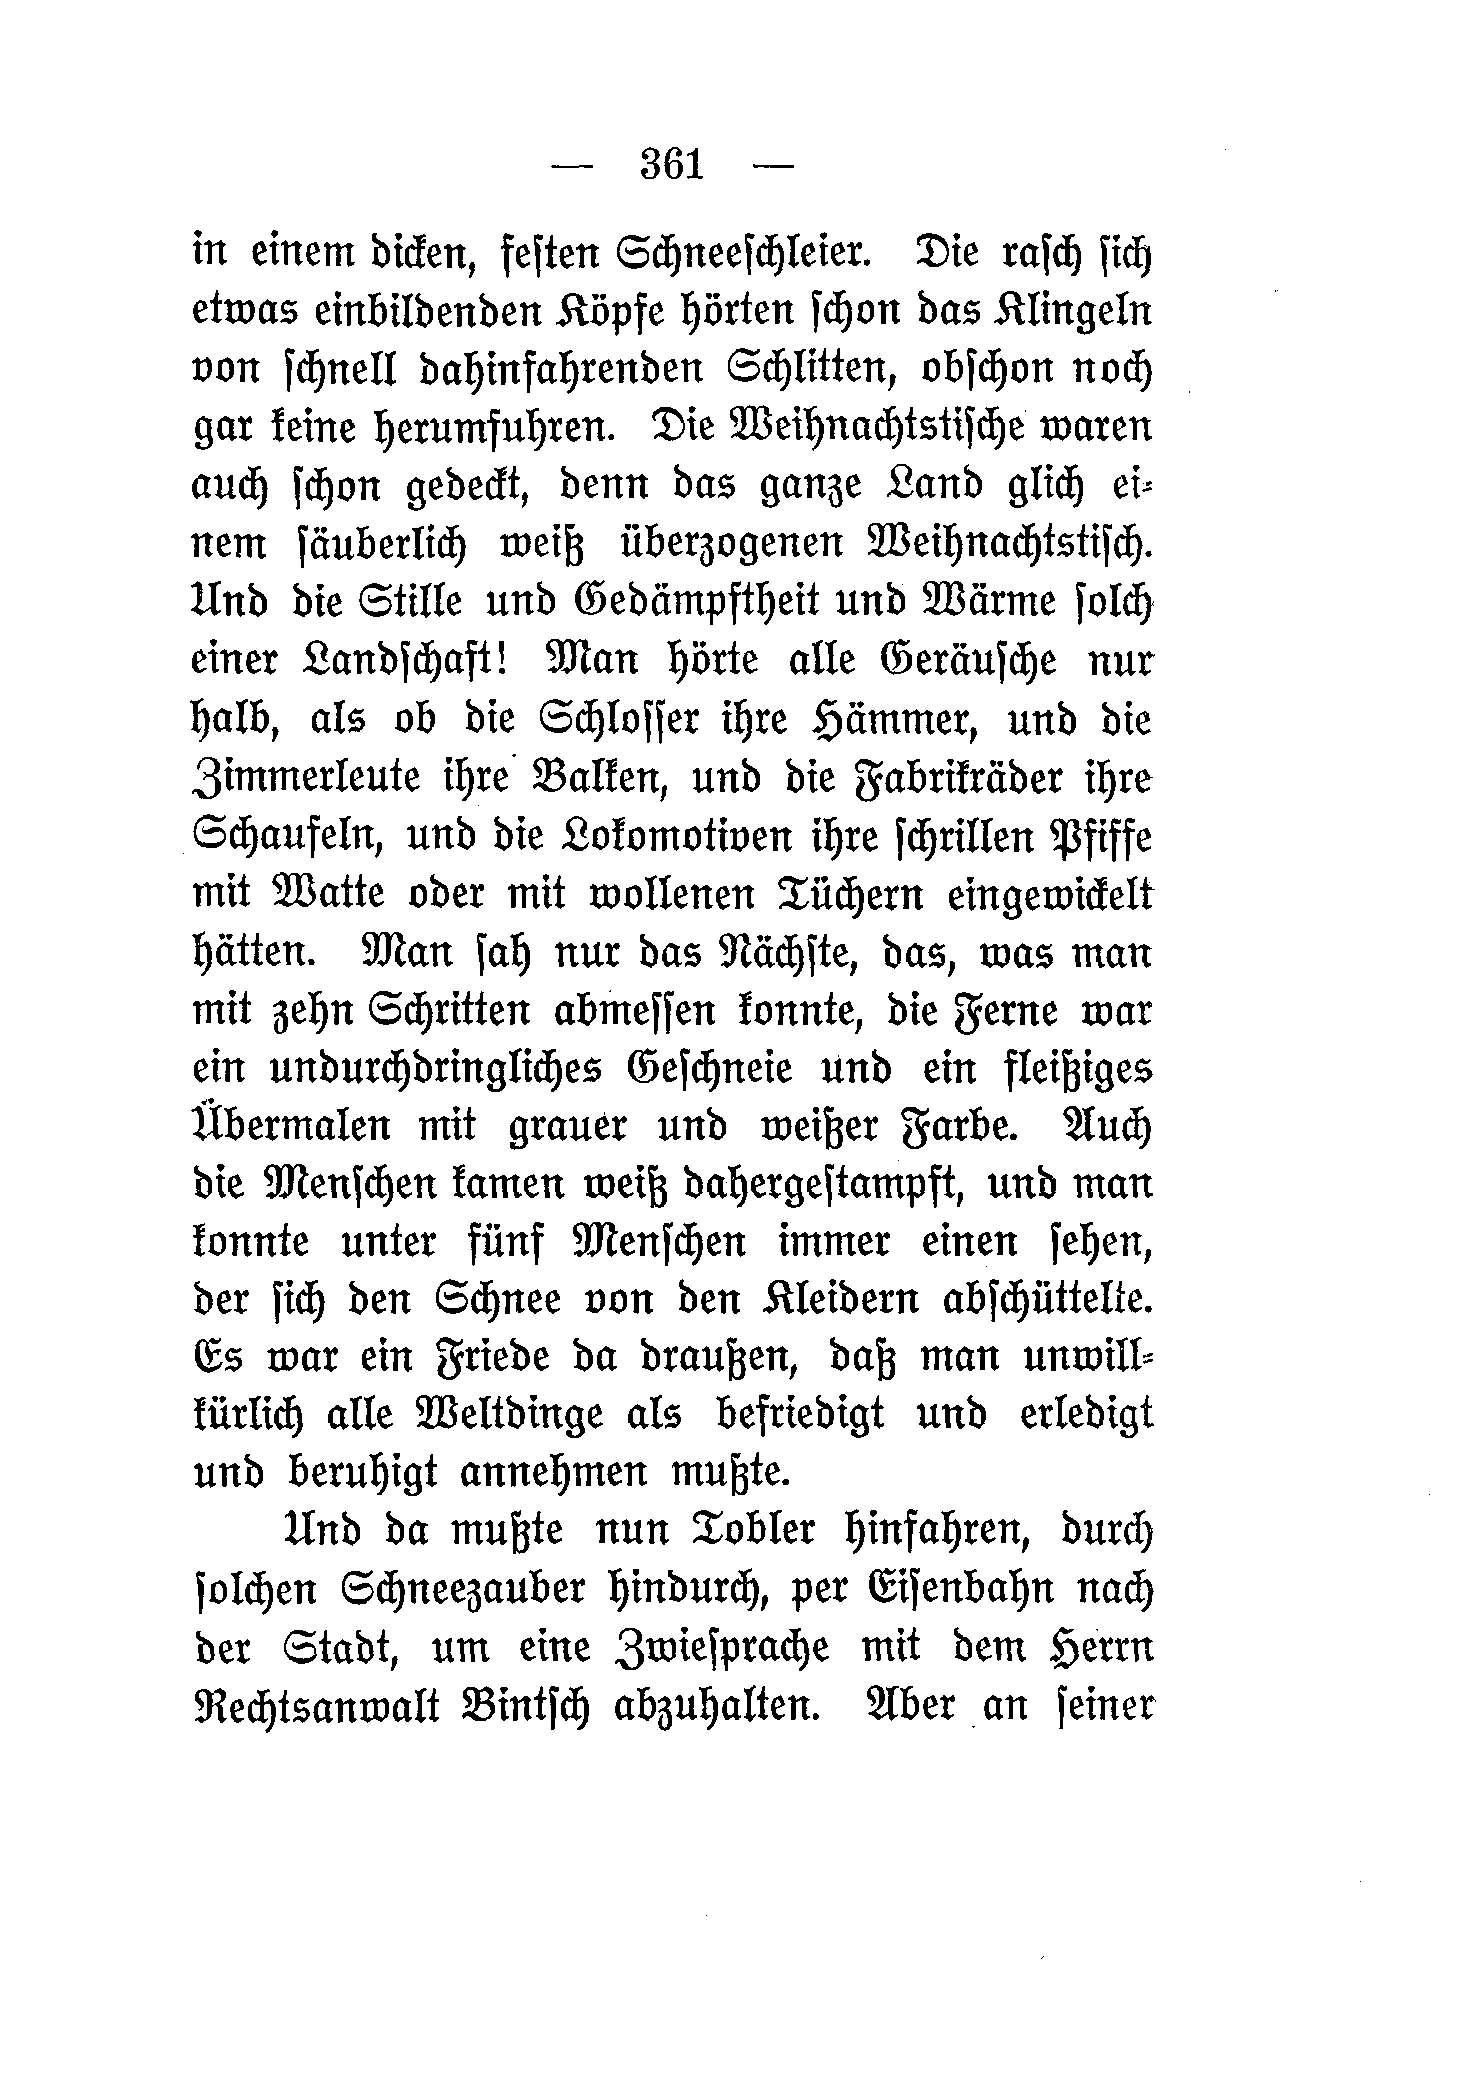 — 361 —
in einem dicken, feſten Schneeſchleier. Die raſch ſich
etwas einbildenden Köpfe hörten ſchon das Klingeln
von ſchnell dahinfahrenden Schlitten, obſchon noch
gar keine herumfuhren. Die Weihnachtstiſche waren
auch ſchon gedeckt, denn das ganze Land glich ei⸗
nem ſäuberlich weiß überzogenen Weihnachtstiſch.
Und die Stille und Gedämpftheit und Wärme ſolch
einer Landſchaft! Man hörte alle Geräuſche nur
halb, als ob die Schloſſer ihre Hämmer, und die
Zimmerleute ihre Balken, und die Fabrikräder ihre
Schaufeln, und die Lokomotiven ihre ſchrillen Pfiffe
mit Watte oder mit wollenen Tüchern eingewickelt
hätten. Man ſah nur das Nächſte, das, was man
mit zehn Schritten abmeſſen konnte, die Ferne war
ein undurchdringliches Geſchneie und ein fleißiges
Übermalen mit grauer und weißer Farbe. Auch
die Menſchen kamen weiß dahergeſtampft, und man
konnte unter fünf Menſchen immer einen ſehen,
der ſich den Schnee von den Kleidern abſchüttelte.
Es war ein Friede da draußen, daß man unwill⸗
kürlich alle Weltdinge als befriedigt und erledigt
und beruhigt annehmen mußte.
Und da mußte nun Tobler hinfahren, durch
ſolchen Schneezauber hindurch, per Eiſenbahn nach
der Stadt, um eine Zwieſprache mit dem Herrn
Rechtsanwalt Bintſch abzuhalten. Aber an ſeiner